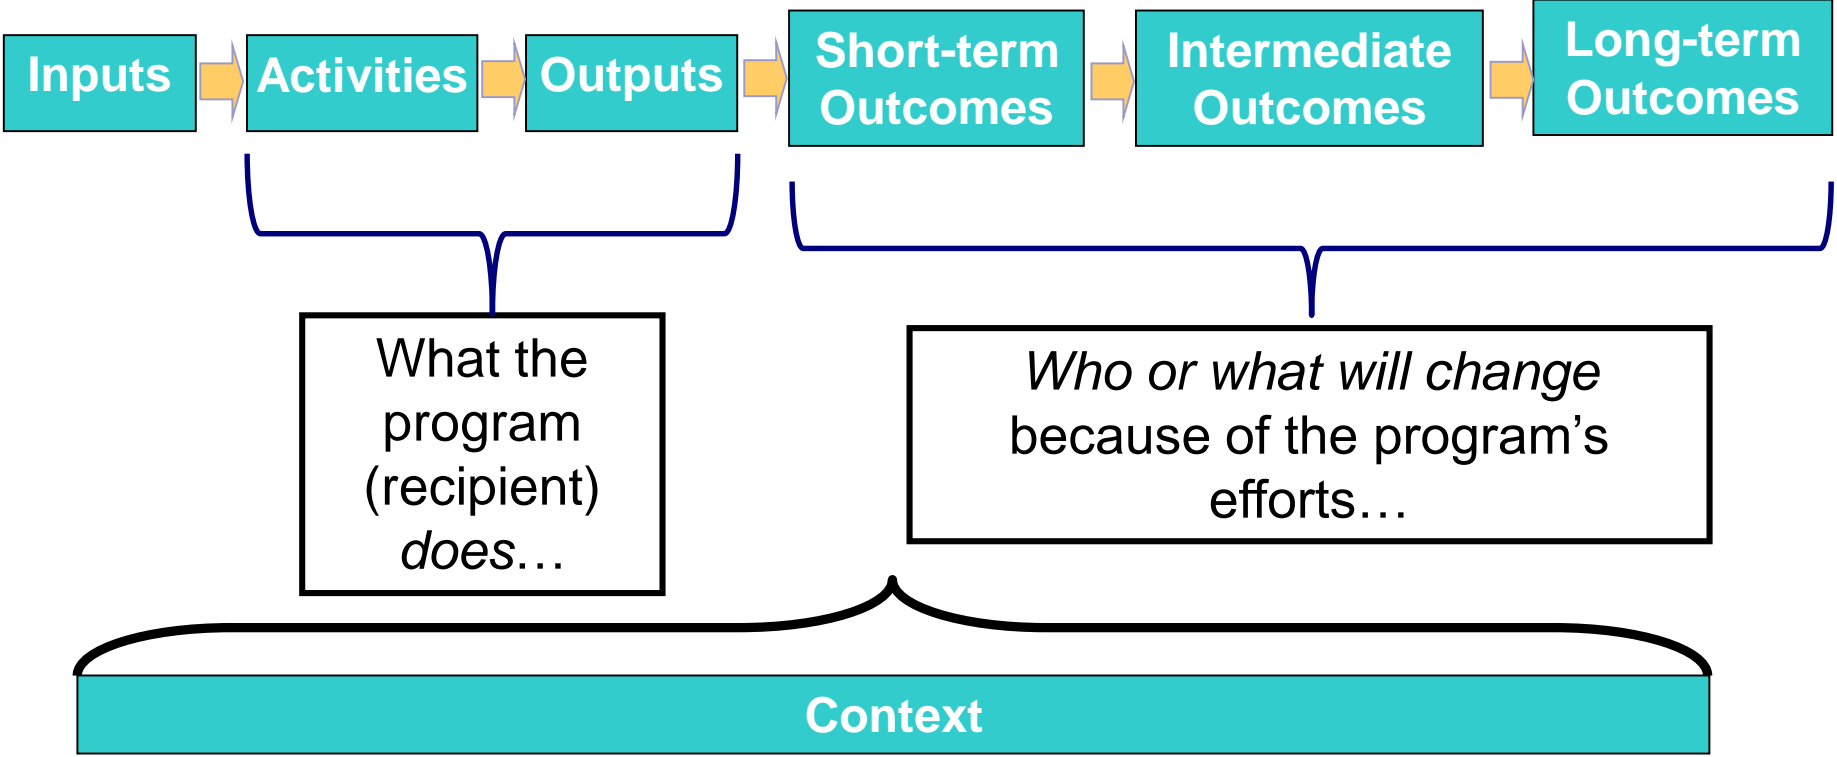 Inputs
Activities
Outputs
Short-term
Outcomes
Intermediate
Outcomes
Long-term
Outcomes
What the
program
(recipient)
does…
Who or what will change
because of the program’s
efforts…
Context